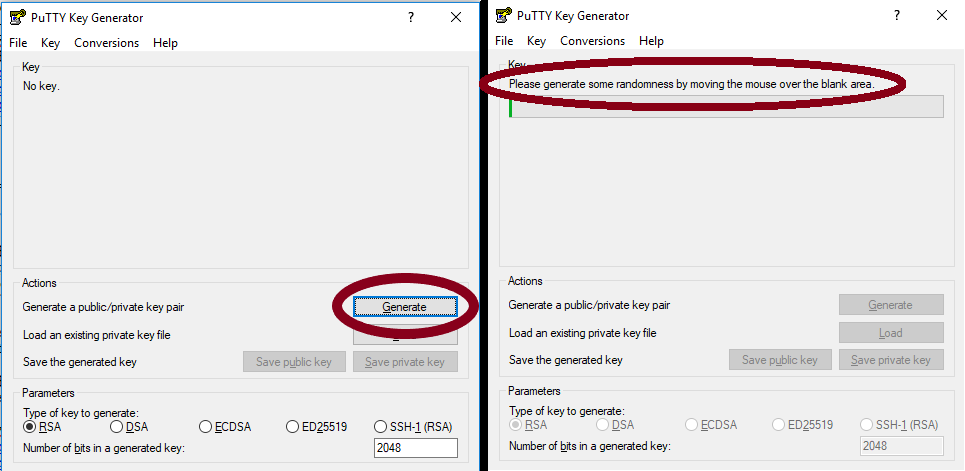 PuTTY Key Generator
?
File Key Conversions Help
Key
No key.
Actions
Generate a public/private key pair
Generate
Load an existing private key file
Save the generated key
Save public key
Save private key
Parameters
Type of key to generate:
RSA DSA ECDSA ED25519 SSH-1 (RSA)
Number of bits in a generated key:
2048
PuTTY Key Generator
?
File Key Conversions Help
Key
Please generate some randomness by moving the mouse over the blank area.
Actions
Generate a public/private key pair
Generate
Load an existing private key file
Load
Save the generated key
Save public key
Save private key
Parameters
Type of key to generate:
RSA DSA ECDSA ED25519 SSH-1 (RSA)
Number of bits in a generated key:
2048